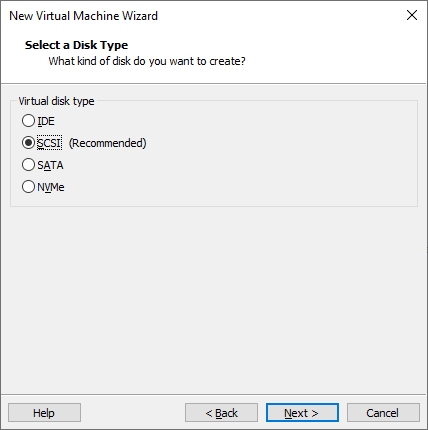 New Virtual Machine Wizard
Select a Disk Type
What kind of disk do you want to create?
Virtual disk type
IDE
SCSI (Recommended)
SATA
NVMe
Help
< Back
Next >
Cancel